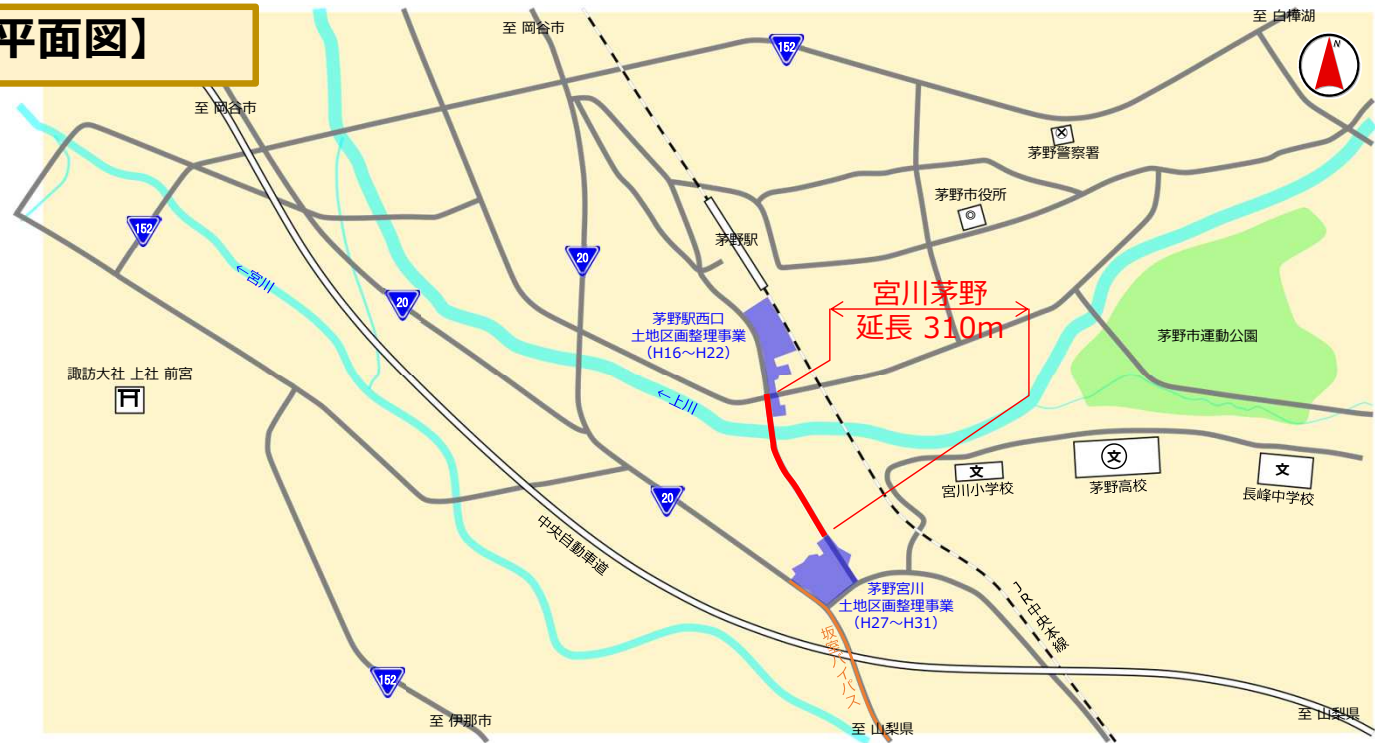 平面図】
至 岡谷市
至 白樺湖
152
N
至 岡谷市
茅野警察署
茅野市役所
152
茅野駅
20
←宮川
20
宮川茅野
延長 310m
茅野駅西口
土地区画整理事業
(H16～H22)
茅野市運動公園
諏訪大社 上社 前宮
←上川
文
文
文
宮川小学校
茅野高校
長峰中学校
20
中央自動車道
茅野宮川
土地区画整理事業
(H27～H31)
JR中央本線
坂室バイパス
152
至 伊那市
至 山梨県
至 山梨県